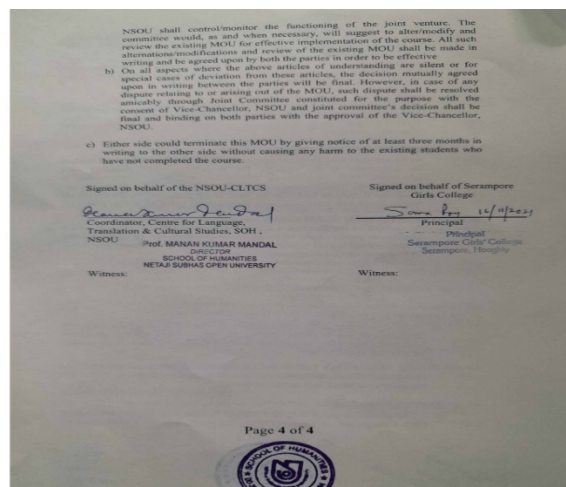 NSOU shall control/monitor the functioning of the joint venture. The
committee would, as and when necessary, will suggest to alter/modify and
review the existing MOU for effective implementation of the course. All such
alternations/modifications and review of the existing MOU shall be made in
writing and be agreed upon by both the parties in order to be effective
b) On all aspects where the above articles of understanding are silent or for
special cases of deviation from these articles, the decision mutually agreed
upon in writing between the parties will be final. However, in case of any
dispute relating to or arising out of the MOU, such dispute shall be resolved
amicably through Joint Committee constituted for the purpose with the
consent of Vice-Chancellor, NSOU and joint committee's decision shall be
final and binding on both parties with the approval of the Vice-Chancellor,
NSOU.
c) Either side could terminate this MOU by giving notice of at least three months in
writing to the other side without causing any harm to the existing students who
have not completed the course.
Signed on behalf of the NSOU-CLTCS
Coordinator, Centre for Language,
Translation & Cultural Studies, SOH ,
NSOU
Prof. MANAN KUMAR MANDAL
DIRECTOR
SCHOOL OF HUMANITIES
NETAJI SUBHAS OPEN UNIVERSITY
Witness:
Signed on behalf of Serampore
Girls College
16/11/2021
Principal
Principal
Serampore Girls' College
Serampore, Hooghly
Witness:
Page 4 of 4
SCHOOL OF HUMANITIES